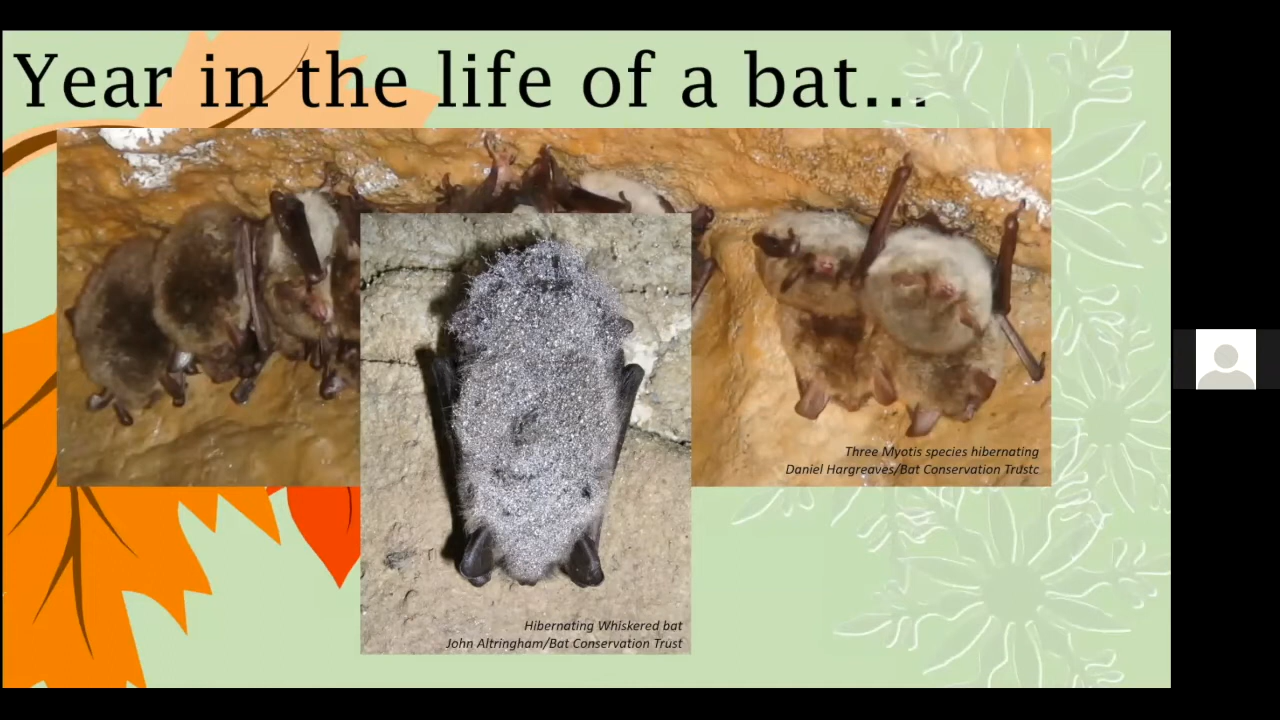 Year in the life of a bat...
Three Myotis species hibernating
Daniel Hargreaves/Bat Conservation Trustc
Hibernating Whiskered bat
John Altringham/Bat Conservation Trust